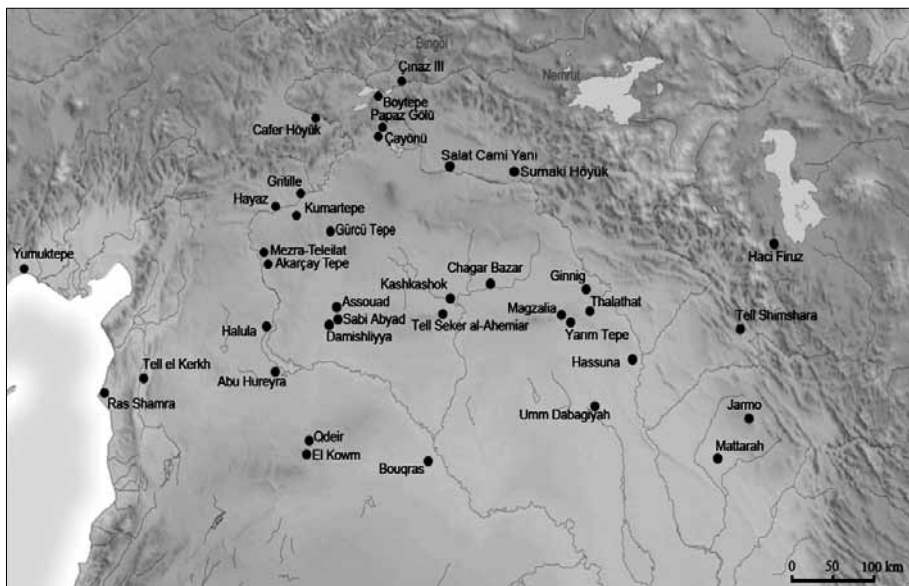 Bingöl
Çınaz III
Nemrut
Boytepe
Papaz Gölü
Cafer Höyük
Çayönü
Salat Cami Yanı
Sumaki Höyük
Gritille
Hayaz
Kumartepe
Gürcü Tepe
Yumuktepe
Mezra-Teleilat
Akarçay Tepe
Haci Firuz
Chagar Bazar
Ginnig
Kashkashok
Assouad
Magzalia
Thalathat
Sabi Abyad
Tell Seker al-Ahemiar
Tell Shimshara
Halula
Damishliyya
Yarım Tepe
Hassuna
Tell el Kerkh
Abu Hureyra
Ras Shamra
Umm Dabagiyah
Jarmo
Qdeir
El Kowm
Bouqras
Mattarah
0 50 100 km